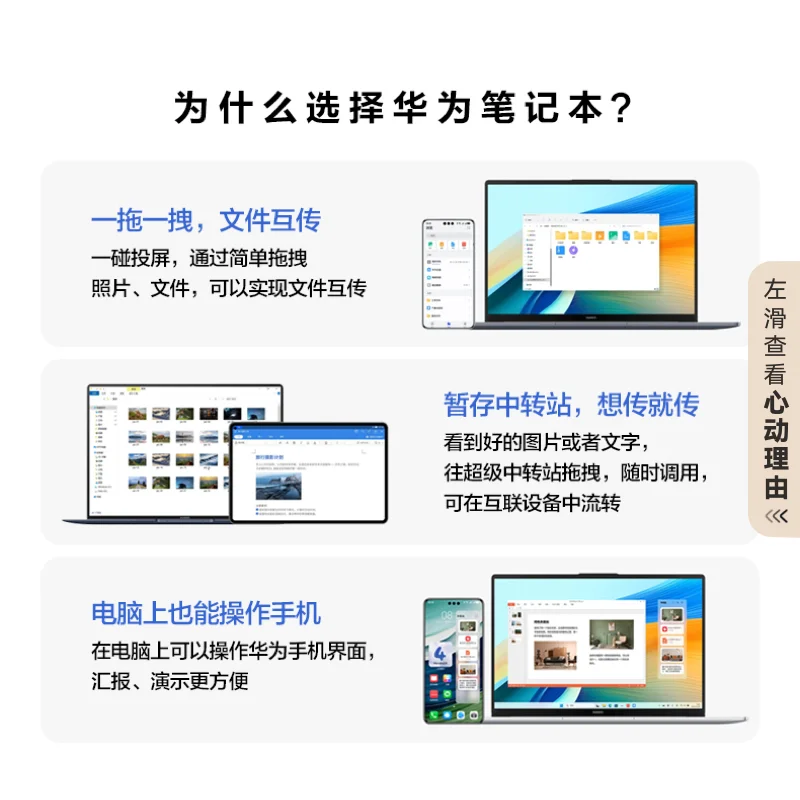 为什么选择华为笔记本？
一拖一拽，文件互传
一碰投屏，通过简单拖拽
照片、文件，可以实现文件互传
暂存中转站，想传就传
看到好的图片或者文字，
往超级中转站拖拽，随时调用，
可在互联设备中流转
电脑上也能操作手机
在电脑上可以操作华为手机界面，
汇报、演示更方便
左滑查看心动理由